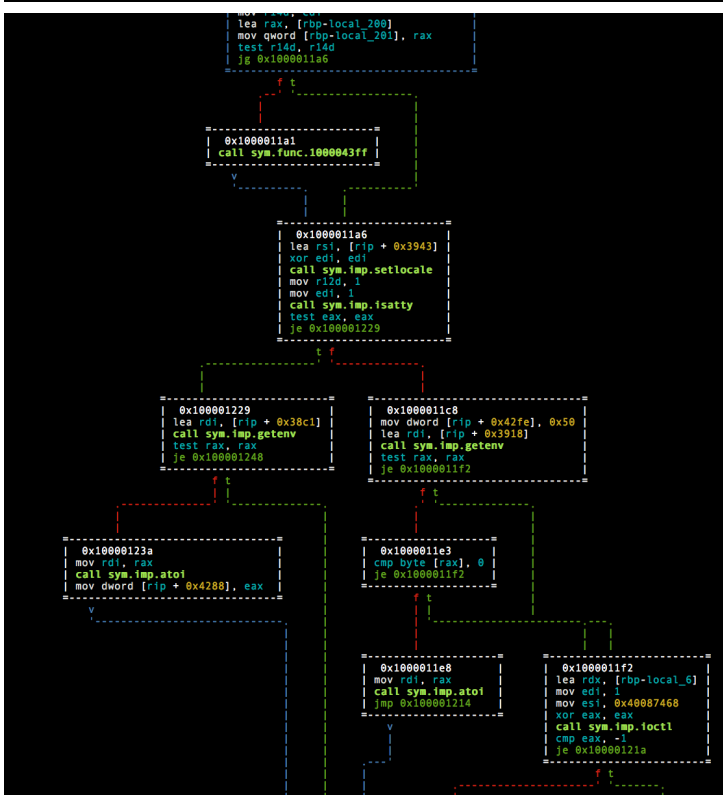 lea rax, [rbp-local_200]
mov qword [rbp-local_201], rax
test r14d, r14d
jg 0x1000011a6
f t
0x1000011a1
call sym.func.1000043ff
v
0x1000011a6
lea rsi, [rip + 0x3943]
xor edi, edi
call sym.imp.setlocale
mov r12d, 1
mov edi, 1
call sym.imp.isatty
test eax, eax
je 0x100001229
t f
0x100001229
lea rdi, [rip + 0x38c1]
call sym.imp.getenv
test rax, rax
je 0x100001248
f t
0x1000011c8
mov dword [rip + 0x42fe], 0x50
lea rdi, [rip + 0x3918]
call sym.imp.getenv
test rax, rax
je 0x1000011f2
f t
0x10000123a
mov rdi, rax
call sym.imp.atoi
mov dword [rip + 0x4288], eax
v
0x1000011e3
cmp byte [rax], 0
je 0x1000011f2
f t
0x1000011e8
mov rdi, rax
call sym.imp.atoi
jmp 0x100001214
v
0x1000011f2
lea rdx, [rbp-local_6]
mov edi, 1
mov esi, 0x40087468
xor eax, eax
call sym.imp.ioctl
cmp eax, -1
je 0x10000121a
f t